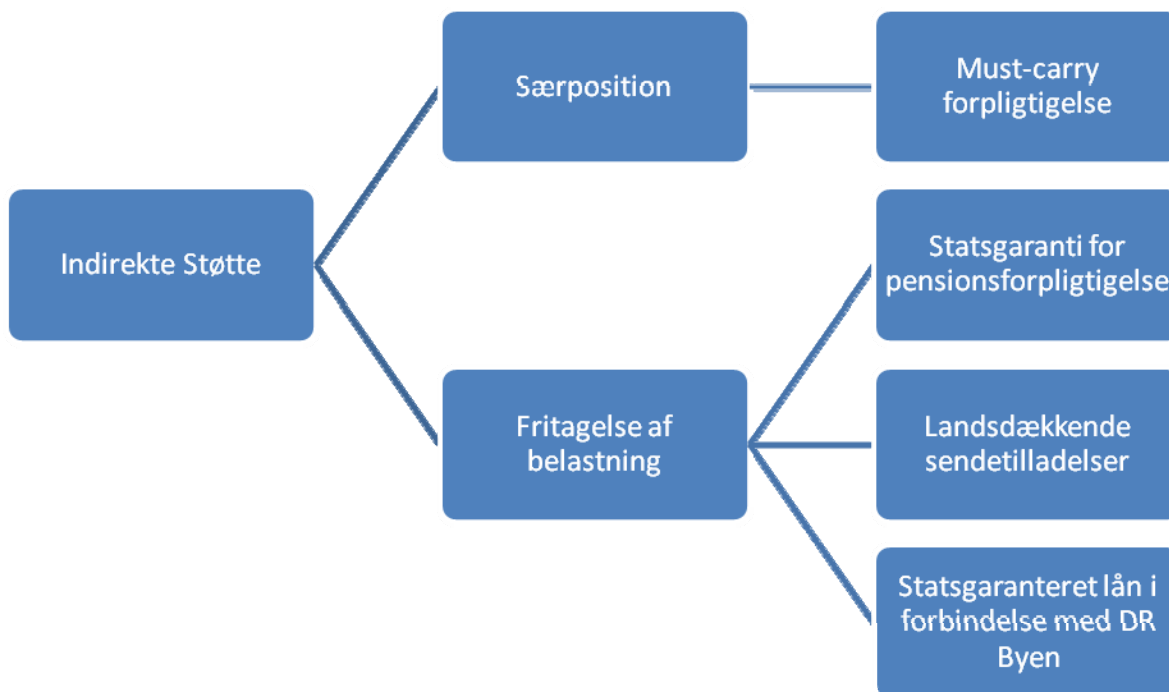 Særposition
Must-carry
forpligtigelse
Indirekte Støtte
Statsgaranti for
pensionsforpligtigelse
Fritagelse af
belastning
Landsdækkende
sendetilladelser
Statsgaranteret lån i
forbindelse med DR
Byen